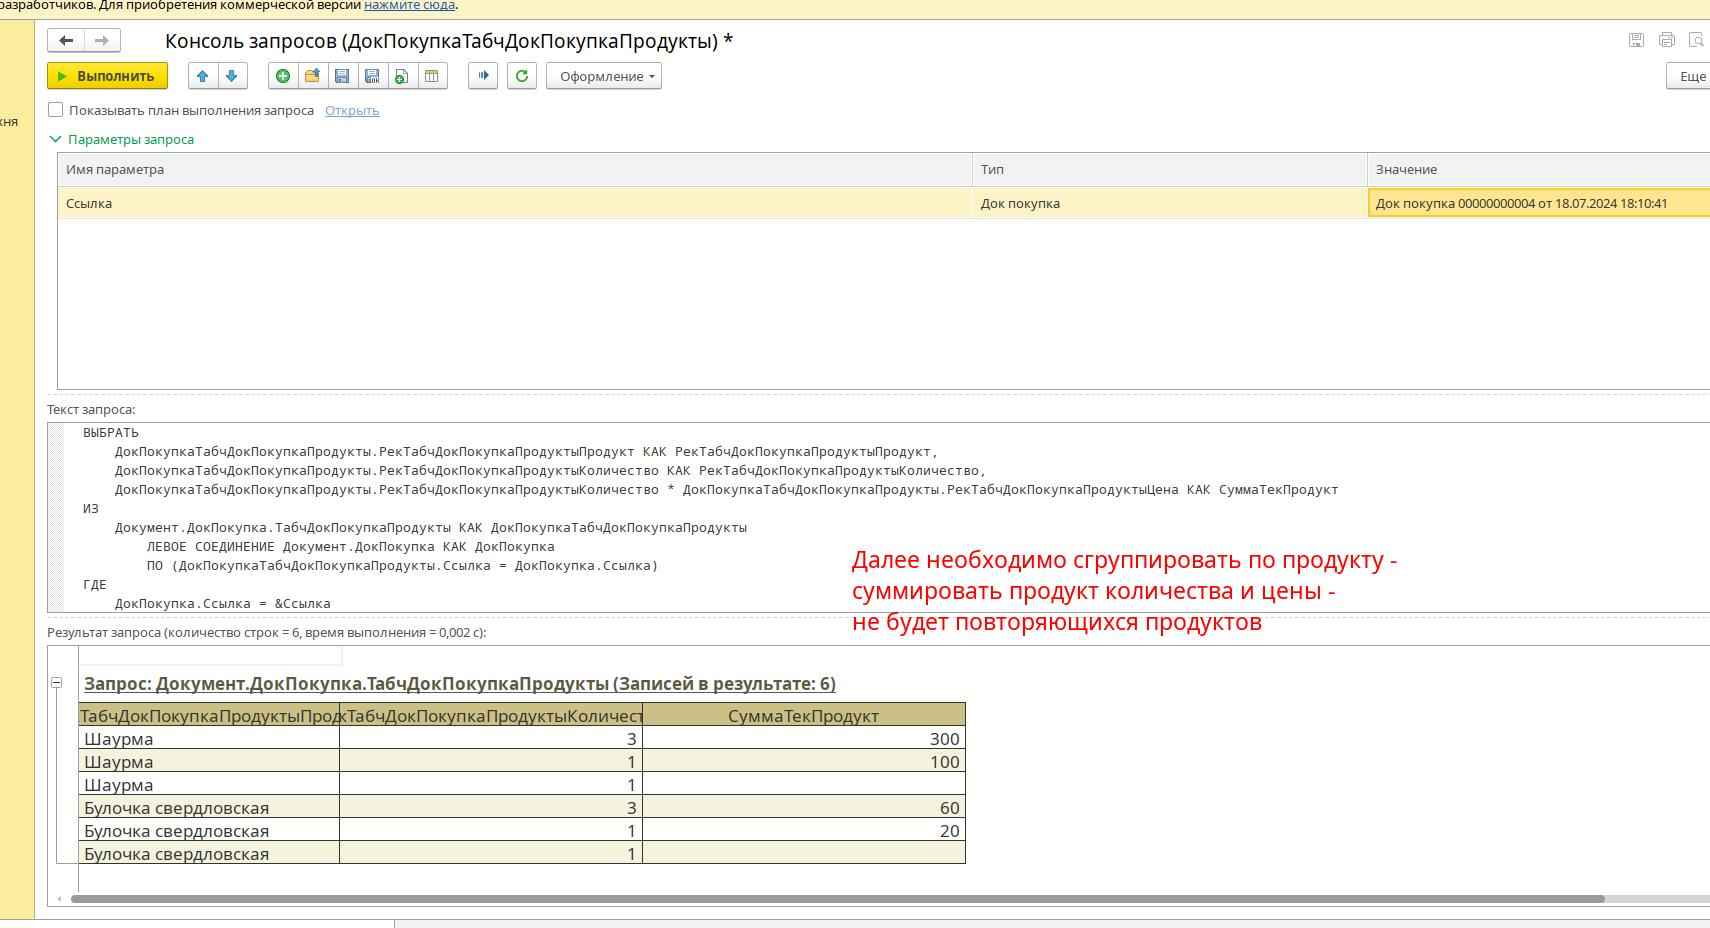 разработчиков. Для приобретения коммерческой версии нажмите сюда.
Консоль запросов (ДокПокупкаТабчДокПокупкаПродукты) *
Выполнить
Оформление
Еще
Показывать план выполнения запроса Открыть
хня
Параметры запроса
Имя параметра Тип Значение
Ссылка Док покупка Док покупка 00000000004 от 18.07.2024 18:10:41
Текст запроса:
ВЫБРАТЬ
ДокПокупкаТабчДокПокупкаПродукты.РекТабчДокПокупкаПродуктыПродукт КАК РекТабчДокПокупкаПродуктыПродукт,
ДокПокупкаТабчДокПокупкаПродукты.РекТабчДокПокупкаПродуктыКоличество КАК РекТабчДокПокупкаПродуктыКоличество,
ДокПокупкаТабчДокПокупкаПродукты.РекТабчДокПокупкаПродуктыКоличество * ДокПокупкаТабчДокПокупкаПродукты.РекТабчДокПокупкаПродуктыЦена КАК СуммаТекПродукт
ИЗ
Документ.ДокПокупка.ТабчДокПокупкаПродукты КАК ДокПокупкаТабчДокПокупкаПродукты
ЛЕВОЕ СОЕДИНЕНИЕ Документ.ДокПокупка КАК ДокПокупка
ПО (ДокПокупкаТабчДокПокупкаПродукты.Ссылка = ДокПокупка.Ссылка)
ГДЕ
ДокПокупка.Ссылка = &Ссылка
Далее необходимо сгруппировать по продукту -
суммировать продукт количества и цены -
не будет повторяющихся продуктов
Результат запроса (количество строк = 6, время выполнения = 0,002 с):
Запрос: Документ.ДокПокупка.ТабчДокПокупкаПродукты (Записей в результате: 6)
ТабчДокПокупкаПродуктыПродк ТабчДокПокупкаПродуктыКоличест СуммаТекПродукт
Шаурма 3 300
Шаурма 1 100
Шаурма 1
Булочка свердловская 3 60
Булочка свердловская 1 20
Булочка свердловская 1